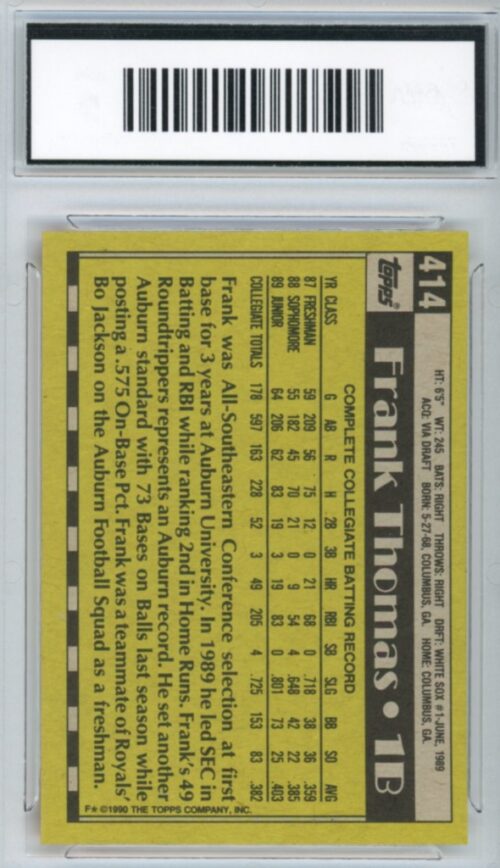 414
topps®
Frank Thomas • 1B
HT: 6'5" WT: 245 BATS: RIGHT THROWS: RIGHT DRFT: WHITE SOX #1-JUNE, 1989
ACQ: VIA DRAFT BORN: 5-27-68, COLUMBUS, GA. HOME: COLUMBUS, GA.
COMPLETE COLLEGIATE BATTING RECORD
YR CLASS G AB R H 2B 3B HR RBI SB SLG BB SO AVG
87 FRESHMAN 59 209 56 75 12 0 21 68 0 .718 38 36 .359
88 SOPHOMORE 55 182 45 70 21 0 9 54 4 .648 42 22 .385
89 JUNIOR 64 206 62 83 19 3 19 83 0 .801 73 25 .403
COLLEGIATE TOTALS 178 597 163 228 52 3 49 205 4 .725 153 83 .382
Frank was All-Southeastern Conference selection at first
base for 3 years at Auburn University. In 1989 he led SEC in
Batting and RBI while ranking 2nd in Home Runs. Frank's 49
Roundtrippers represents an Auburn record. He set another
Auburn standard with 73 Bases on Balls last season while
posting a .575 On-Base Pct. Frank was a teammate of Royals'
Bo Jackson on the Auburn Football Squad as a freshman.
F★ ©1990 THE TOPPS COMPANY, INC.